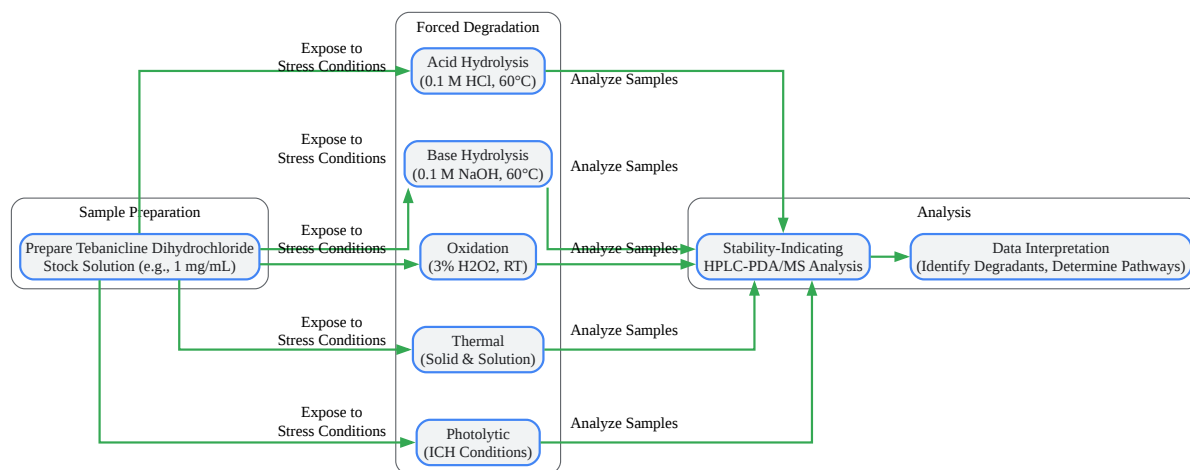 Forced Degradation
Expose to
Stress Conditions
Acid Hydrolysis
(0.1 M HCl, 60°C)
Analyze Samples
Expose to
Stress Conditions
Base Hydrolysis
(0.1 M NaOH, 60°C)
Analyze Samples
Sample Preparation
Prepare Tebanicline Dihydrochloride
Stock Solution (e.g., 1 mg/mL)
Expose to
Stress Conditions
Oxidation
(3% H2O2, RT)
Analyze Samples
Analysis
Stability-Indicating
HPLC-PDA/MS Analysis
Data Interpretation
(Identify Degradants, Determine Pathways)
Expose to
Stress Conditions
Thermal
(Solid & Solution)
Analyze Samples
Expose to
Stress Conditions
Photolytic
(ICH Conditions)
Analyze Samples